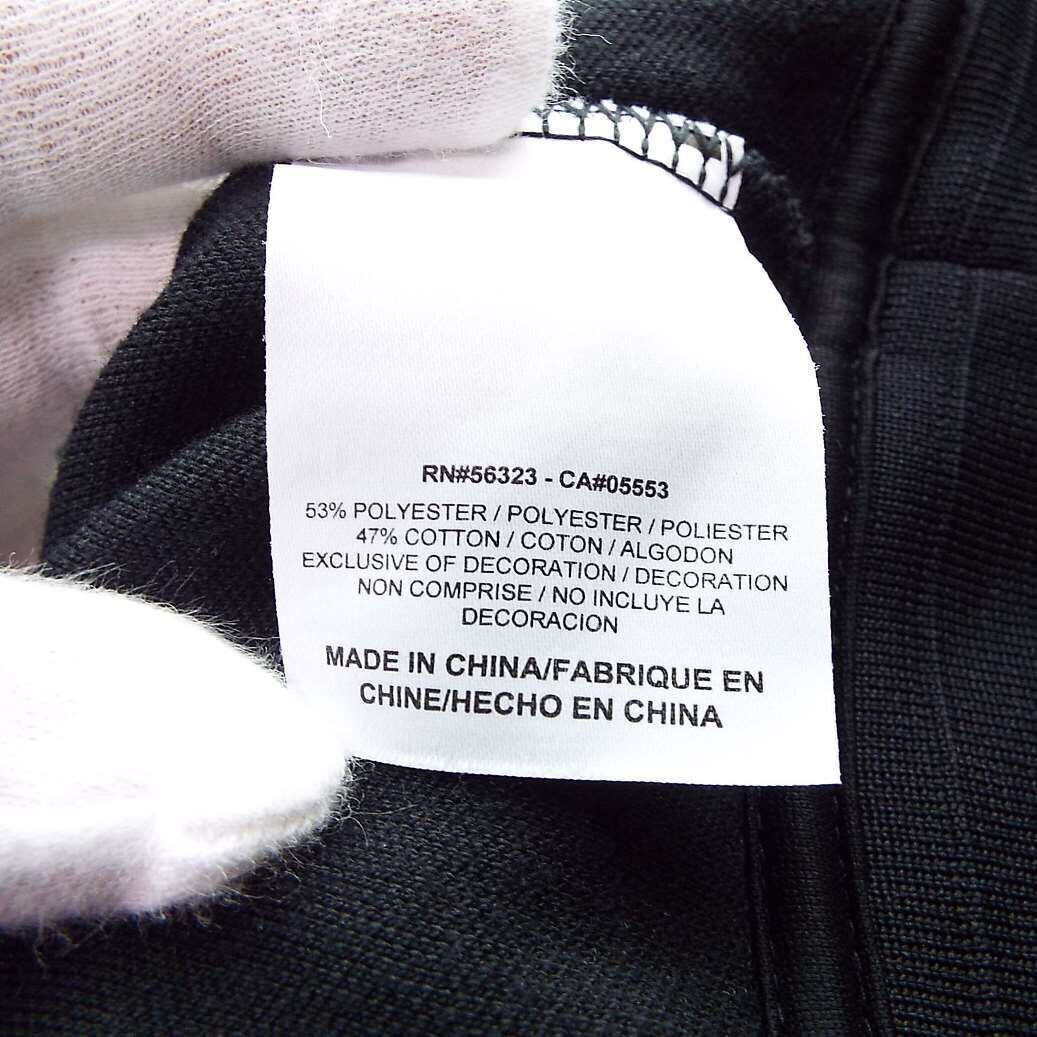 RN#56323 - CA#05553
53% POLYESTER / POLYESTER / POLIESTER
47% COTTON / COTON / ALGODON
EXCLUSIVE OF DECORATION / DECORATION
NON COMPRISE / NO INCLUYE LA
DECORACION
MADE IN CHINA/FABRIQUE EN
CHINE/HECHO EN CHINA